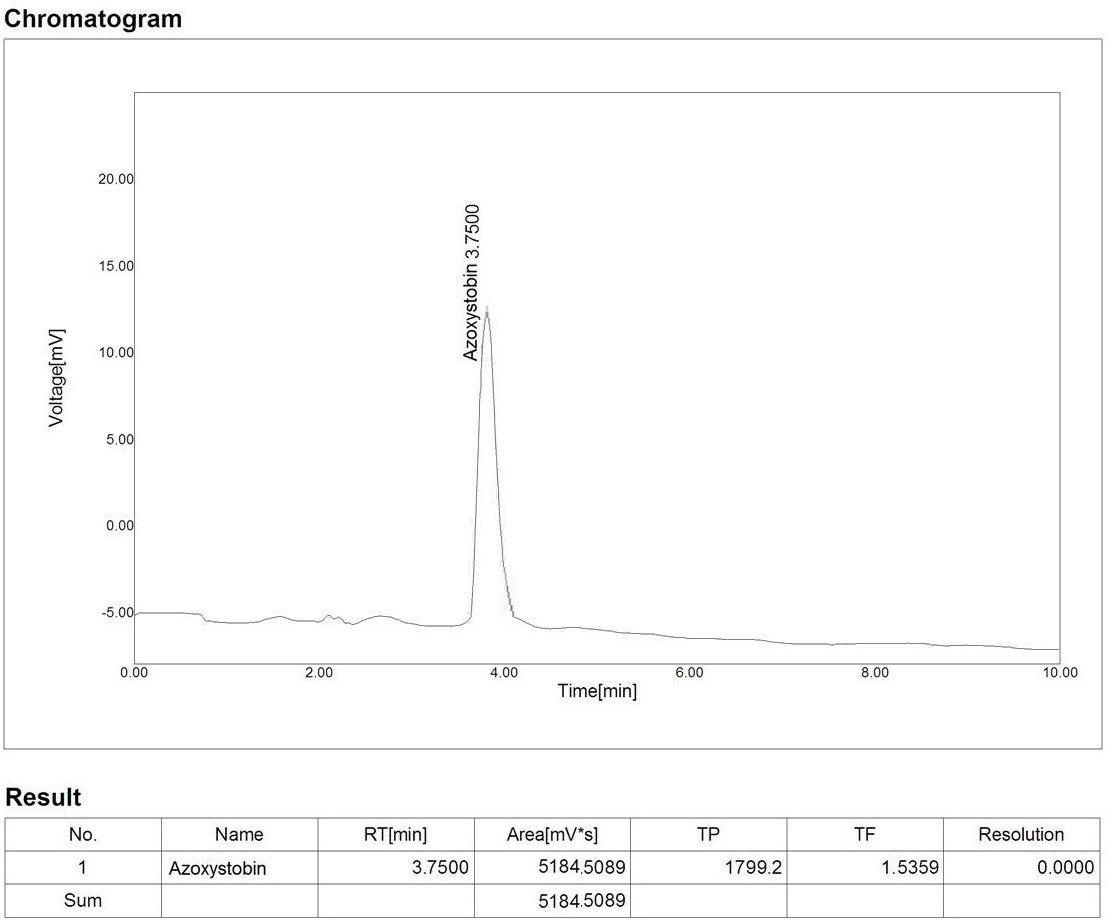 Chromatogram
20.00
15.00
10.00
5.00
0.00
-5.00
Voltage[mV]
Azoxystobin 3.7500
0.00 2.00 4.00 6.00 8.00 10.00
Time[min]
Result
No. Name RT[min] Area[mV*s] TP TF Resolution
1 Azoxystobin 3.7500 5184.5089 1799.2 1.5359 0.0000
Sum 5184.5089